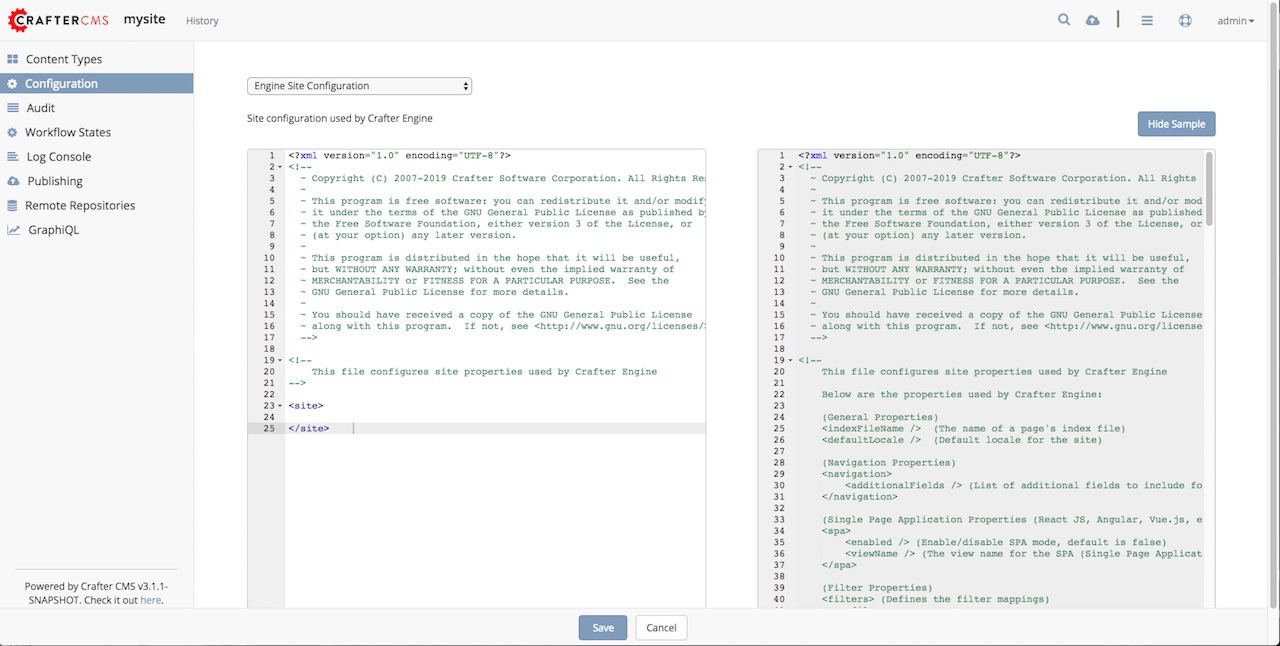 CRAFTERCMS mysite History admin
Content Types
Configuration
Audit
Workflow States
Log Console
Publishing
Remote Repositories
GraphiQL
Powered by Crafter CMS v3.1.1-
SNAPSHOT. Check it out here.
Engine Site Configuration
Site configuration used by Crafter Engine
Hide Sample
1 <?xml version="1.0" encoding="UTF-8"?>
2 <!--
3 ~ Copyright (C) 2007-2019 Crafter Software Corporation. All Rights Re
4 ~
5 ~ This program is free software: you can redistribute it and/or modif
6 ~ it under the terms of the GNU General Public License as published b
7 ~ the Free Software Foundation, either version 3 of the License, or
8 ~ (at your option) any later version.
9 ~
10 ~ This program is distributed in the hope that it will be useful,
11 ~ but WITHOUT ANY WARRANTY; without even the implied warranty of
12 ~ MERCHANTABILITY or FITNESS FOR A PARTICULAR PURPOSE.  See the
13 ~ GNU General Public License for more details.
14 ~
15 ~ You should have received a copy of the GNU General Public License
16 ~ along with this program.  If not, see <http://www.gnu.org/licenses/
17 -->
18
19 <!--
20 This file configures site properties used by Crafter Engine
21 -->
22
23 <site>
24
25 </site>
1 <?xml version="1.0" encoding="UTF-8"?>
2 <!--
3 ~ Copyright (C) 2007-2019 Crafter Software Corporation. All Rights
4 ~
5 ~ This program is free software: you can redistribute it and/or mod
6 ~ it under the terms of the GNU General Public License as published
7 ~ the Free Software Foundation, either version 3 of the License, or
8 ~ (at your option) any later version.
9 ~
10 ~ This program is distributed in the hope that it will be useful,
11 ~ but WITHOUT ANY WARRANTY; without even the implied warranty of
12 ~ MERCHANTABILITY or FITNESS FOR A PARTICULAR PURPOSE.  See the
13 ~ GNU General Public License for more details.
14 ~
15 ~ You should have received a copy of the GNU General Public License
16 ~ along with this program.  If not, see <http://www.gnu.org/license
17 -->
18
19 <!--
20 This file configures site properties used by Crafter Engine
21
22 Below are the properties used by Crafter Engine:
23
24 (General Properties)
25 <indexFileName />  (The name of a page's index file)
26 <defaultLocale />  (Default locale for the site)
27
28 (Navigation Properties)
29 <navigation>
30 <additionalFields /> (List of additional fields to include fo
31 </navigation>
32
33 (Single Page Application Properties (React JS, Angular, Vue.js, e
34 <spa>
35 <enabled /> (Enable/disable SPA mode, default is false)
36 <viewName /> (The view name for the SPA (Single Page Applicat
37 </spa>
38
39 (Filter Properties)
40 <filters> (Defines the filter mappings)
Save Cancel